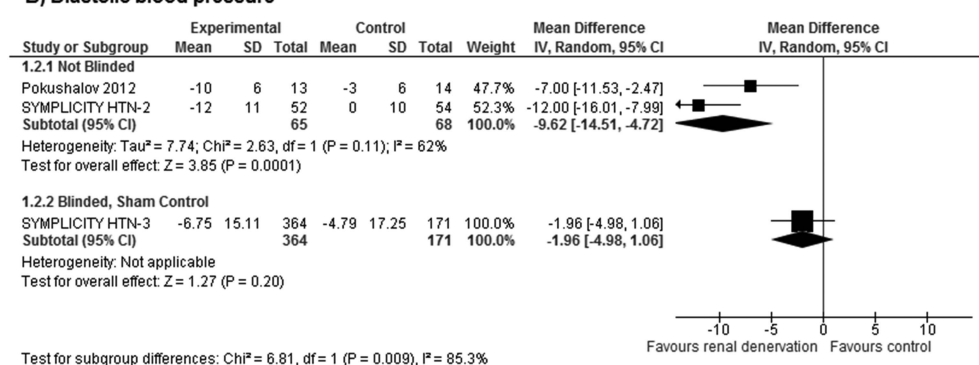 B) Diastolic blood pressure
Experimental Control Mean Difference Mean Difference
Study or Subgroup Mean SD Total Mean SD Total Weight IV, Random, 95% CI IV, Random, 95% CI
1.2.1 Not Blinded
Pokushalov 2012 -10 6 13 -3 6 14 47.7% -7.00 [-11.53, -2.47]
SYMPLICITY HTN-2 -12 11 52 0 10 54 52.3% -12.00 [-16.01, -7.99]
Subtotal (95% CI) 65 68 100.0% -9.62 [-14.51, -4.72]
Heterogeneity: Tau² = 7.74; Chi² = 2.63, df = 1 (P = 0.11); I² = 62%
Test for overall effect: Z = 3.85 (P = 0.0001)
1.2.2 Blinded, Sham Control
SYMPLICITY HTN-3 -6.75 15.11 364 -4.79 17.25 171 100.0% -1.96 [-4.98, 1.06]
Subtotal (95% CI) 364 171 100.0% -1.96 [-4.98, 1.06]
Heterogeneity: Not applicable
Test for overall effect: Z = 1.27 (P = 0.20)
-10 -5 0 5 10
Favours renal denervation Favours control
Test for subgroup differences: Chi² = 6.81, df = 1 (P = 0.009), I² = 85.3%